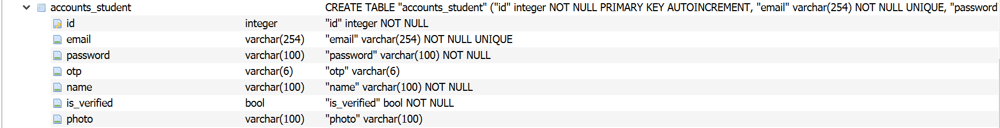 accounts_student CREATE TABLE "accounts_student" ("id" integer NOT NULL PRIMARY KEY AUTOINCREMENT, "email" varchar(254) NOT NULL UNIQUE, "password
id integer "id" integer NOT NULL
email varchar(254) "email" varchar(254) NOT NULL UNIQUE
password varchar(100) "password" varchar(100) NOT NULL
otp varchar(6) "otp" varchar(6)
name varchar(100) "name" varchar(100) NOT NULL
is_verified bool "is_verified" bool NOT NULL
photo varchar(100) "photo" varchar(100)